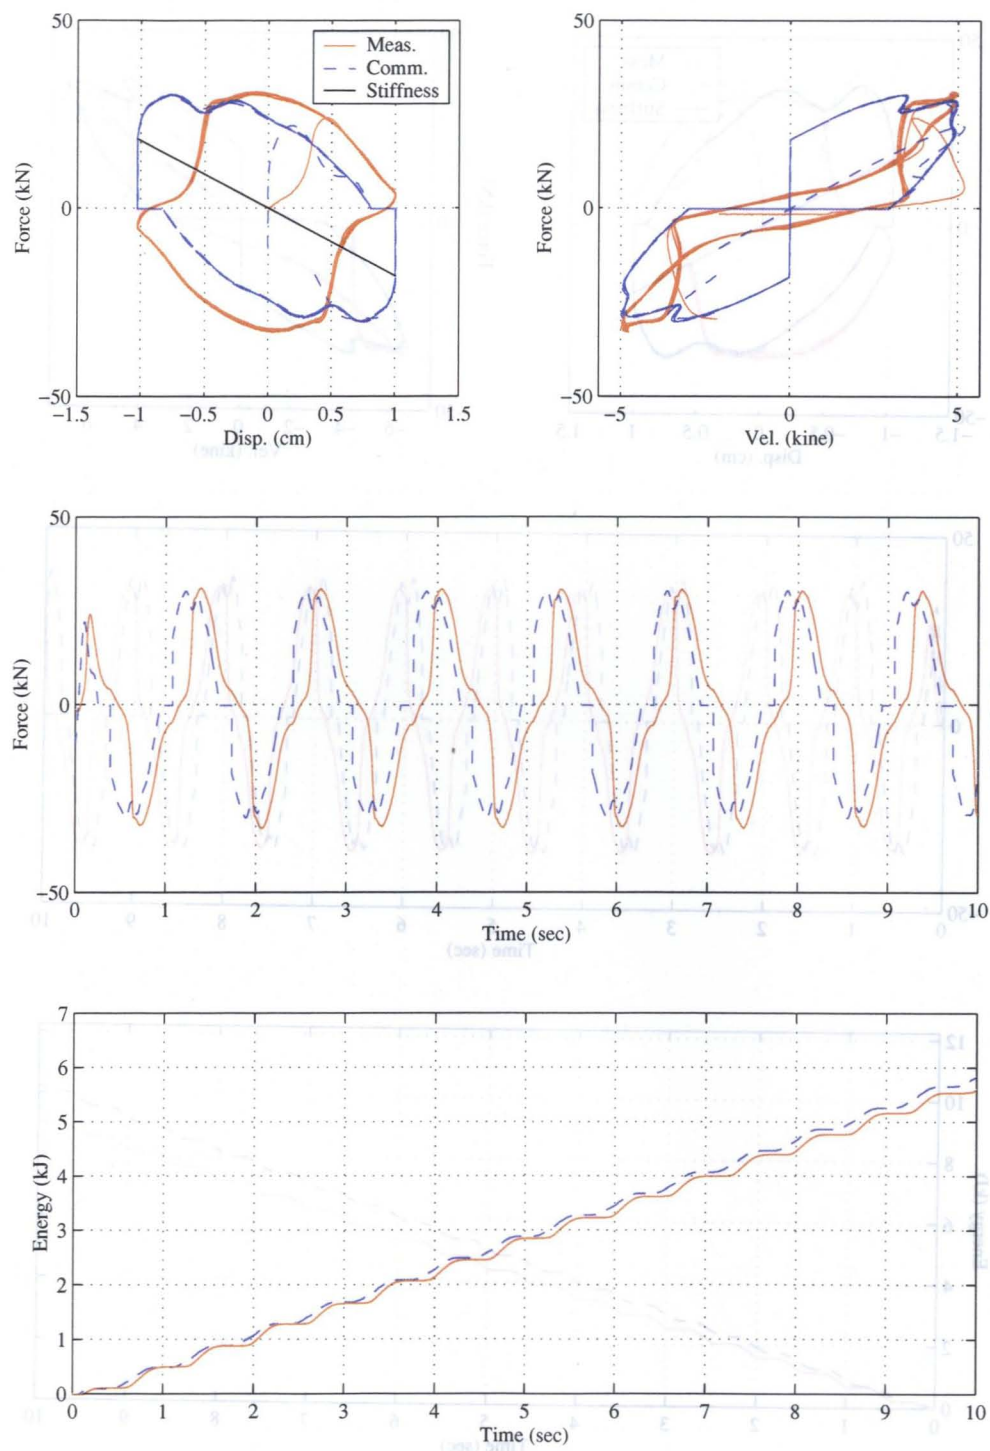 50
Meas.
Comm.
Stiffness
Force (kN)
0
−50
−1.5 −1 −0.5 0 0.5 1 1.5
Disp. (cm)
50
Force (kN)
0
−50
−5 0 5
Vel. (kine)
50
Force (kN)
0
−50
0 1 2 3 4 5 6 7 8 9 10
Time (sec)
7
6
5
4
3
2
1
0
Energy (kJ)
0 1 2 3 4 5 6 7 8 9 10
Time (sec)